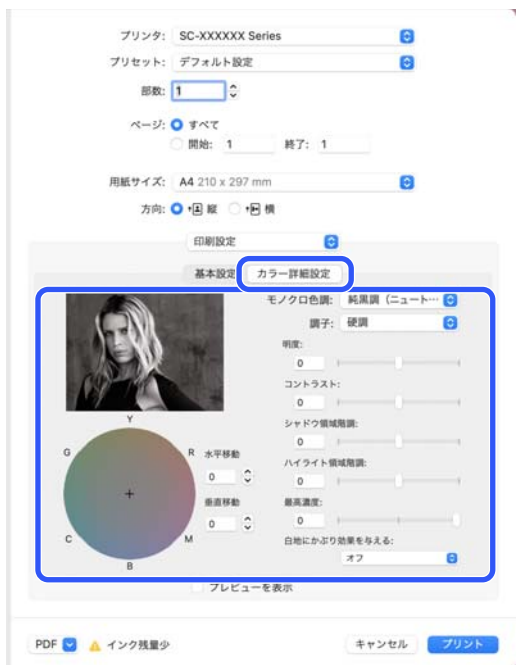 プリンタ: SC-XXXXXX Series
プリセット: デフォルト設定
部数: 1
ページ: すべて
開始: 1 終了: 1
用紙サイズ: A4 210 x 297 mm
方向: 縦 横
印刷設定
基本設定 カラー詳細設定
モノクロ色調: 純黒調（ニュート…
調子: 硬調
明度:
0
コントラスト:
0
シャドウ領域階調:
0
ハイライト領域階調:
0
最高濃度:
0
白地にかぶり効果を与える:
オフ
Y
G R
C M
B
水平移動
0
垂直移動
0
プレビューを表示
PDF インク残量少 キャンセル プリント